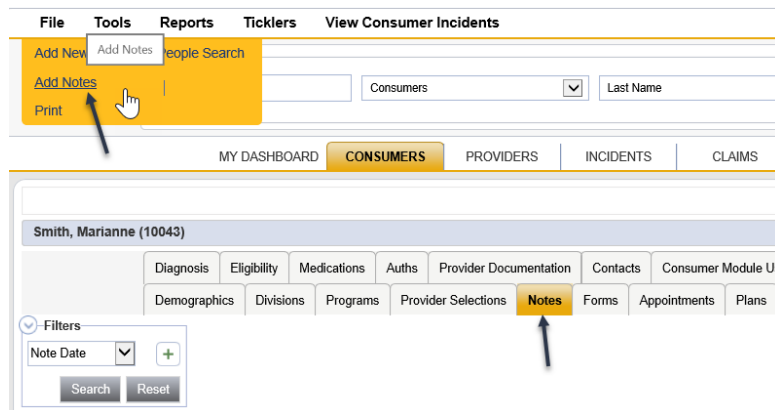 File Tools Reports Ticklers View Consumer Incidents
Add New People Search
Add Notes
Add Notes
Print
Consumers Last Name
MY DASHBOARD CONSUMERS PROVIDERS INCIDENTS CLAIMS
Smith, Marianne (10043)
Diagnosis Eligibility Medications Auths Provider Documentation Contacts Consumer Module U
Demographics Divisions Programs Provider Selections Notes Forms Appointments Plans
Filters
Note Date +
Search Reset